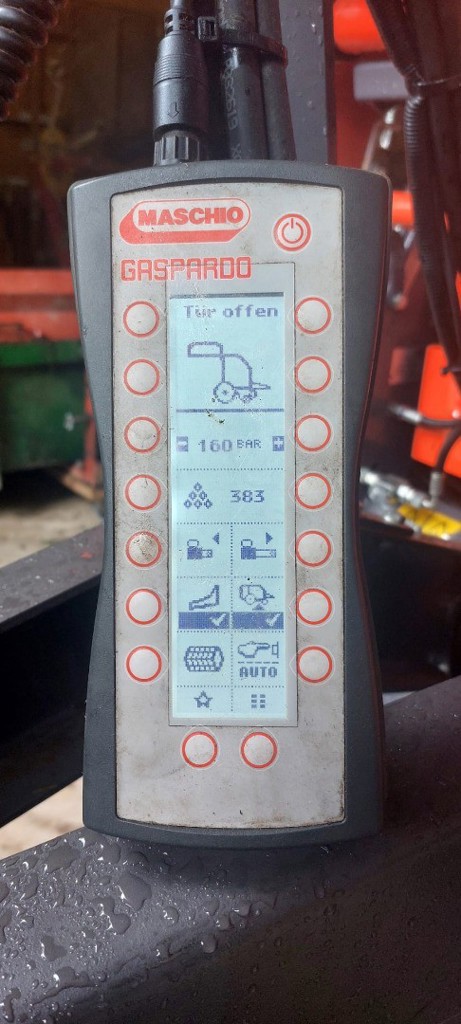 MASCHIO
GASPARDO
Tür offen
- 160 BAR +
383
AUTO